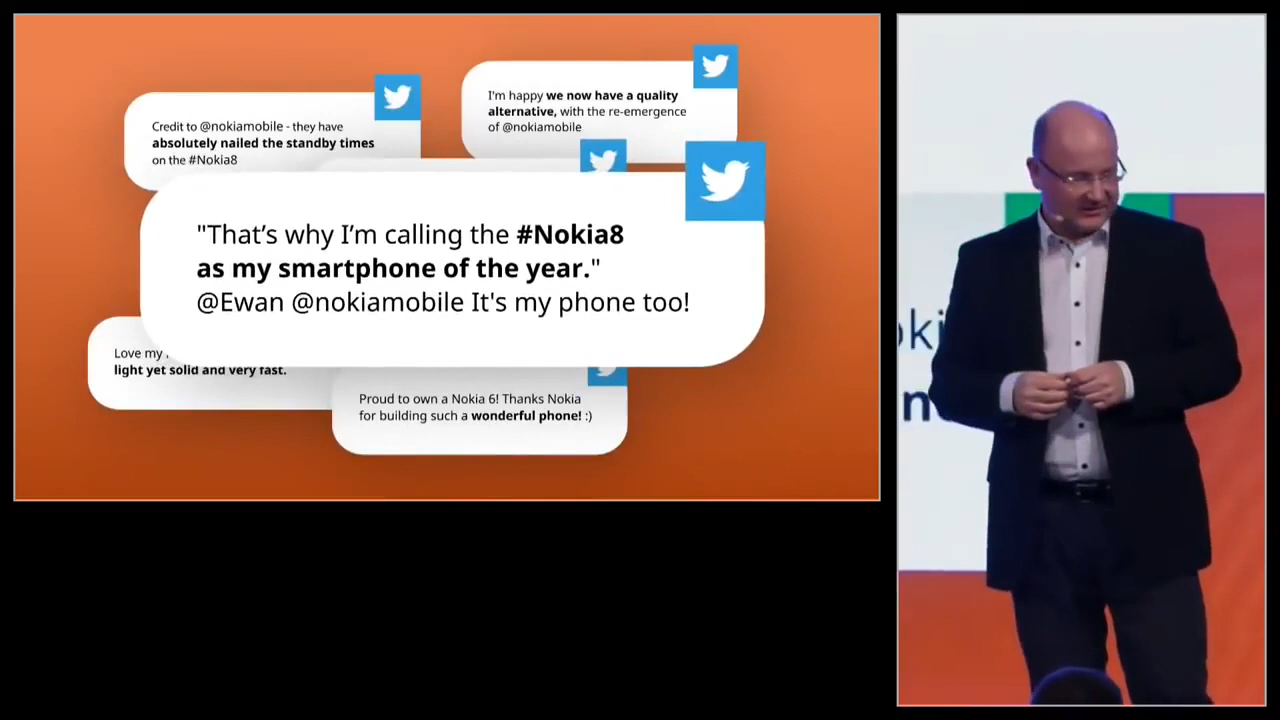 Credit to @nokiamobile - they have
absolutely nailed the standby times
on the #Nokia8
I'm happy we now have a quality
alternative, with the re-emergence
of @nokiamobile
"That’s why I’m calling the #Nokia8
as my smartphone of the year."
@Ewan @nokiamobile It's my phone too!
Love my
light yet solid and very fast.
Proud to own a Nokia 6! Thanks Nokia
for building such a wonderful phone! :)